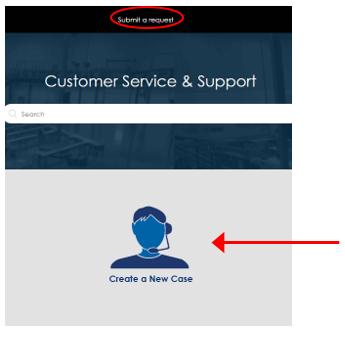 Submit a request
Customer Service & Support
Search
Create a New Case